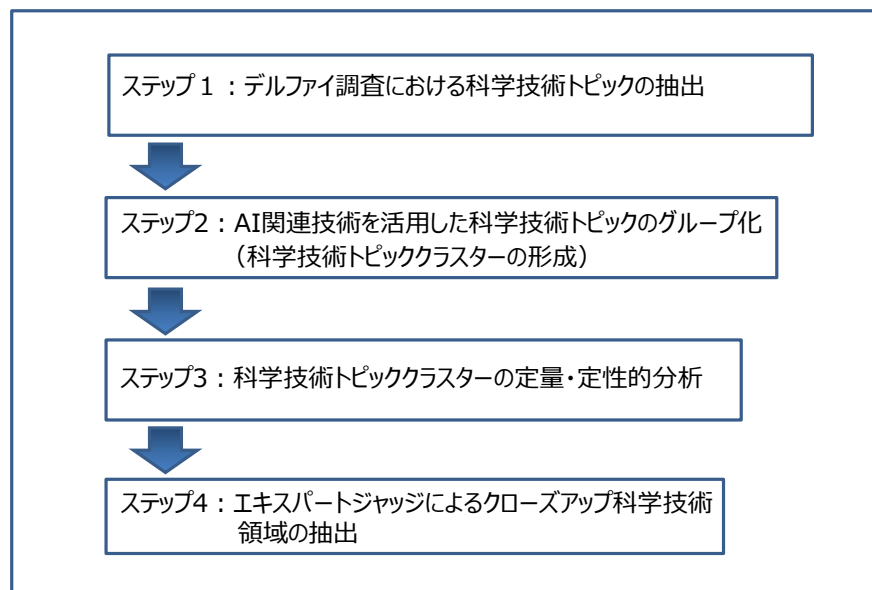 ステップ１：デルファイ調査における科学技術トピックの抽出
ステップ2：AI関連技術を活用した科学技術トピックのグループ化
（科学技術トピッククラスターの形成）
ステップ3：科学技術トピッククラスターの定量・定性的分析
ステップ4：エキスパートジャッジによるクローズアップ科学技術
領域の抽出